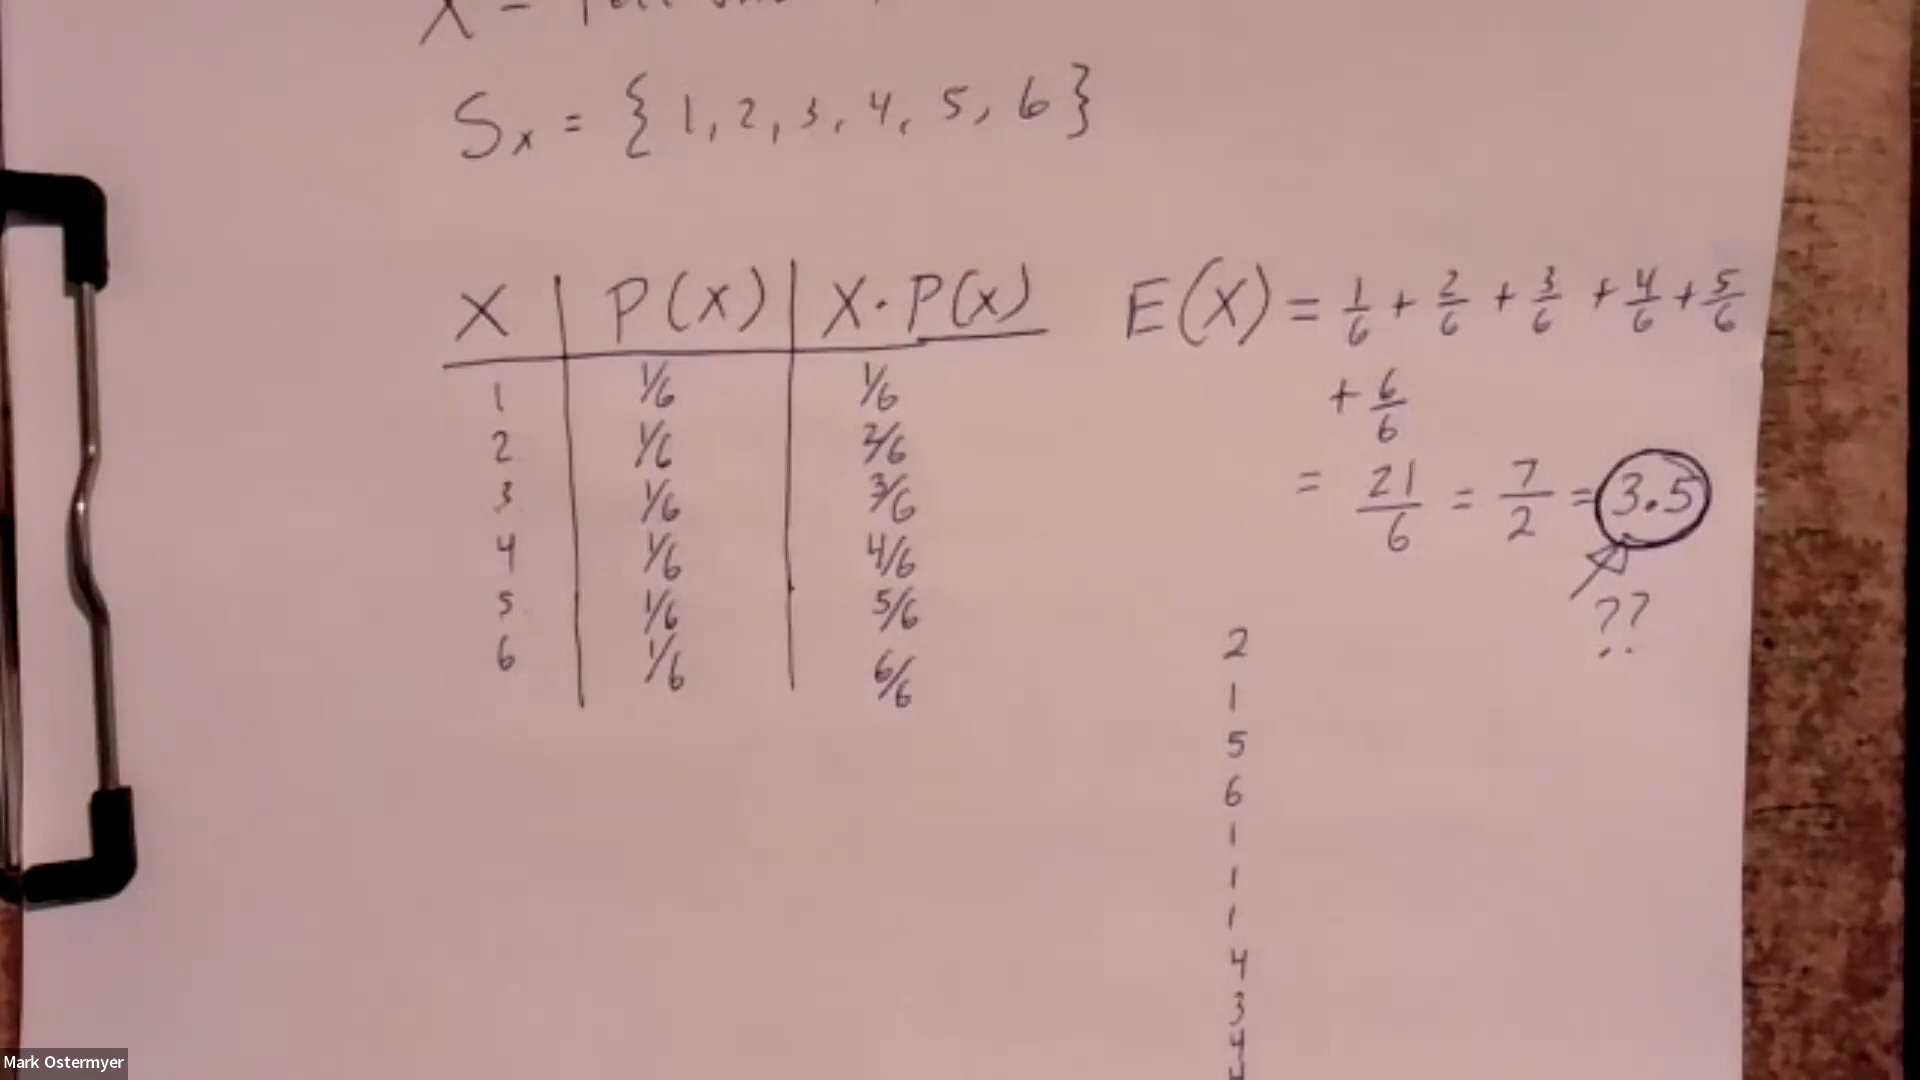 X -
Sx = { 1, 2, 3, 4, 5, 6 }
X | P(X) | X · P(x)
1 | 1/6 | 1/6
2 | 1/6 | 2/6
3 | 1/6 | 3/6
4 | 1/6 | 4/6
5 | 1/6 | 5/6
6 | 1/6 | 6/6
E(X) = 1/6 + 2/6 + 3/6 + 4/6 + 5/6
+ 6/6
= 21/6 = 7/2 = 3.5
??
2
1
5
6
1
1
1
4
3
4
Mark Ostermyer